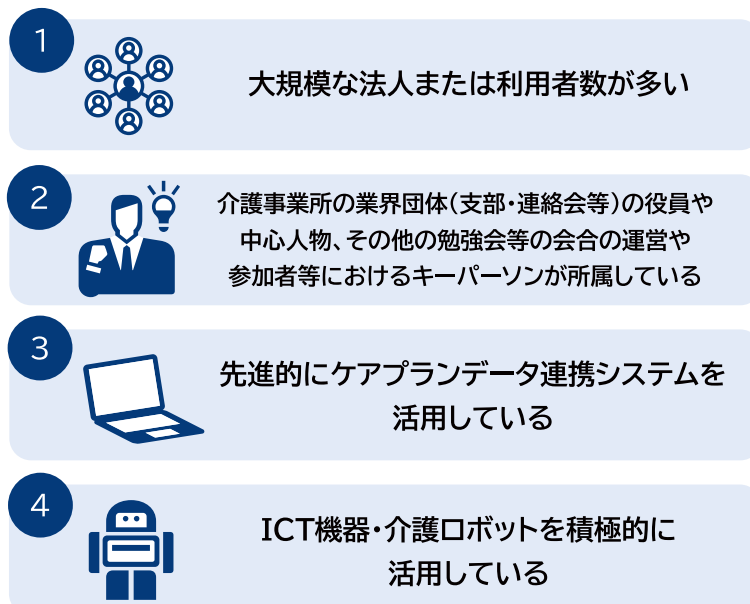 1
大規模な法人または利用者数が多い
2
介護事業所の業界団体(支部・連絡会等)の役員や
中心人物、その他の勉強会等の会合の運営や
参加者等におけるキーパーソンが所属している
3
先進的にケアプランデータ連携システムを
活用している
4
ICT機器・介護ロボットを積極的に
活用している